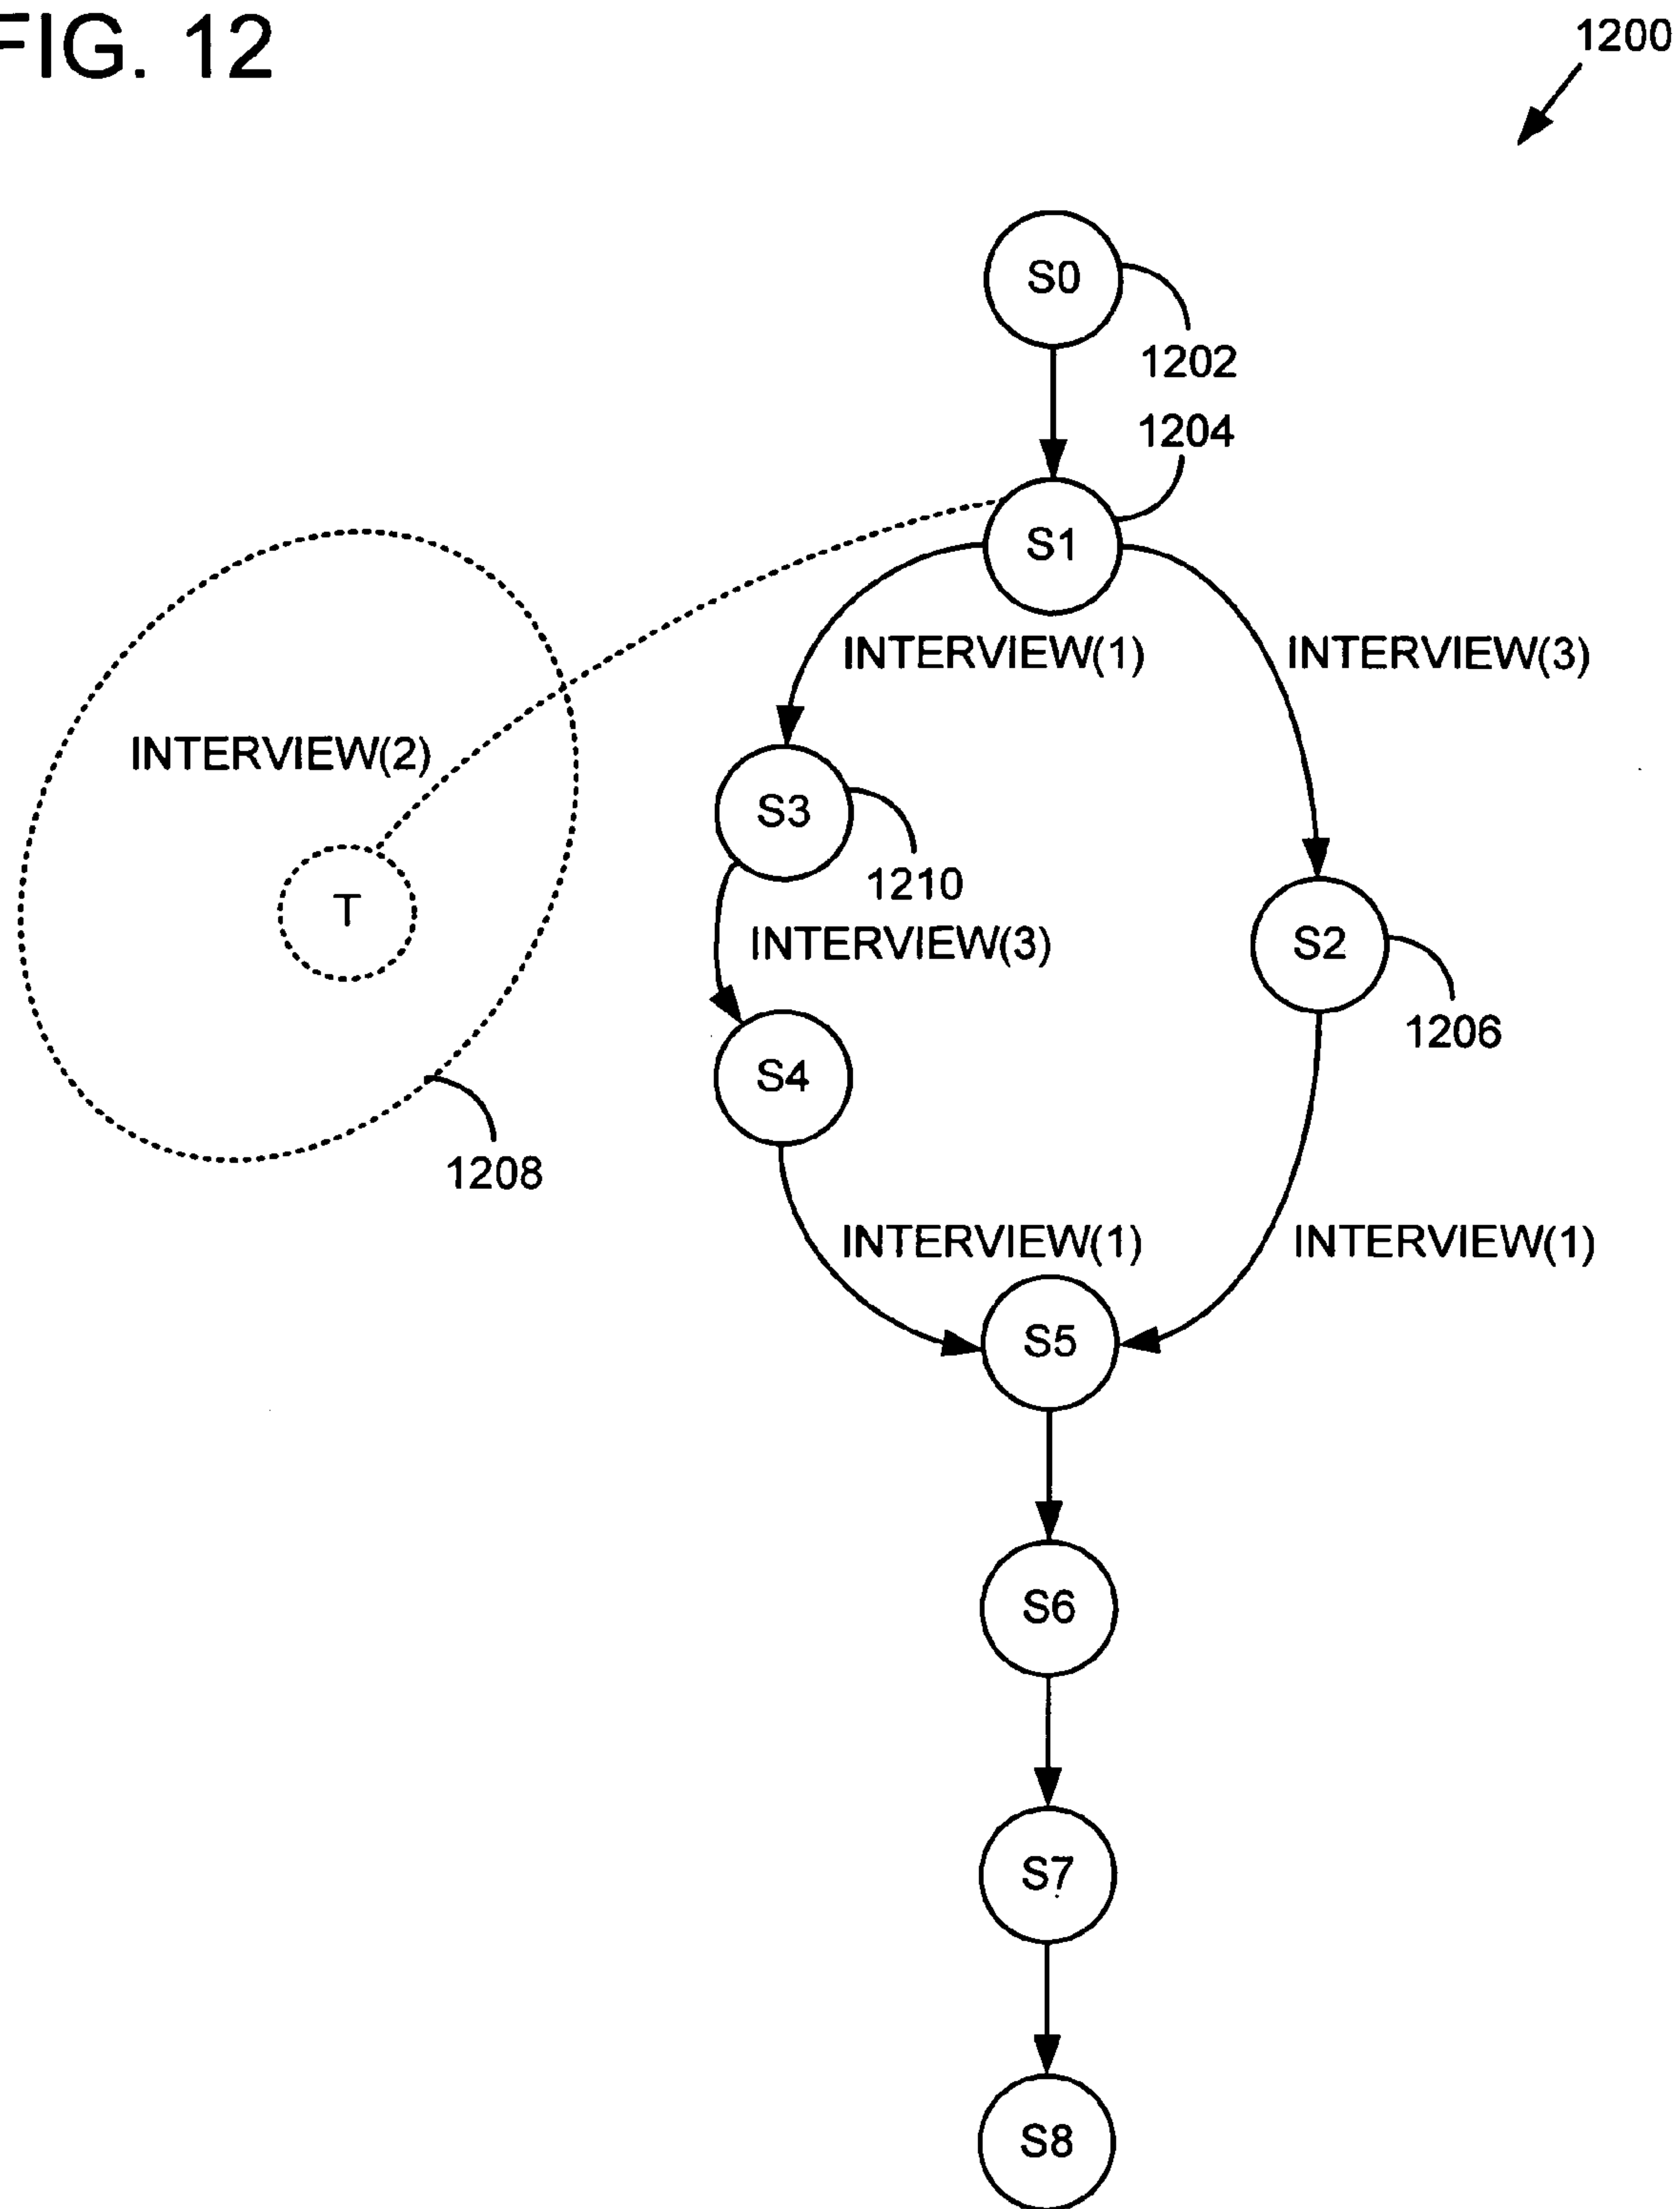 FIG. 12
1200
S0
1202
1204
S1
INTERVIEW(1)
INTERVIEW(3)
INTERVIEW(2)
S3
1210
T
INTERVIEW(3)
S2
1206
S4
1208
INTERVIEW(1)
INTERVIEW(1)
S5
S6
S7
S8